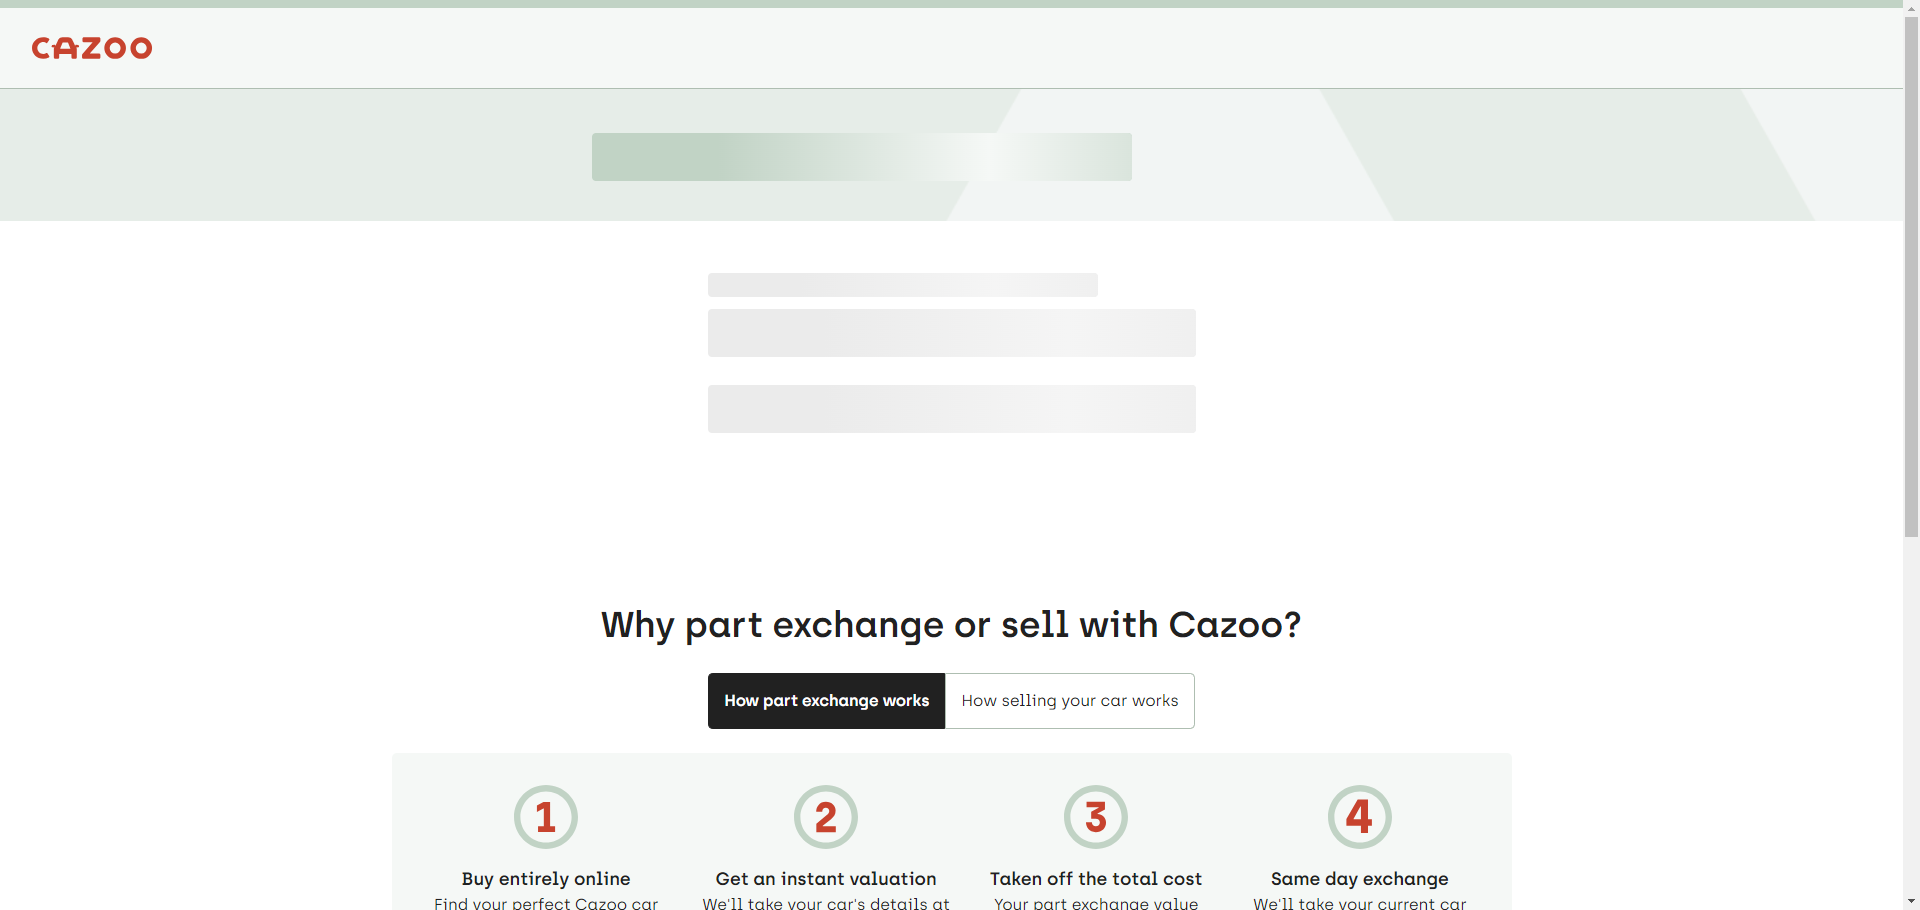 CAZOO
Why part exchange or sell with Cazoo?
How part exchange works
How selling your car works
1
2
3
4
Buy entirely online
Get an instant valuation
Taken off the total cost
Same day exchange
Find your perfect Cazoo car
We'll take your car's details at
Your part exchange value
We'll take your current car